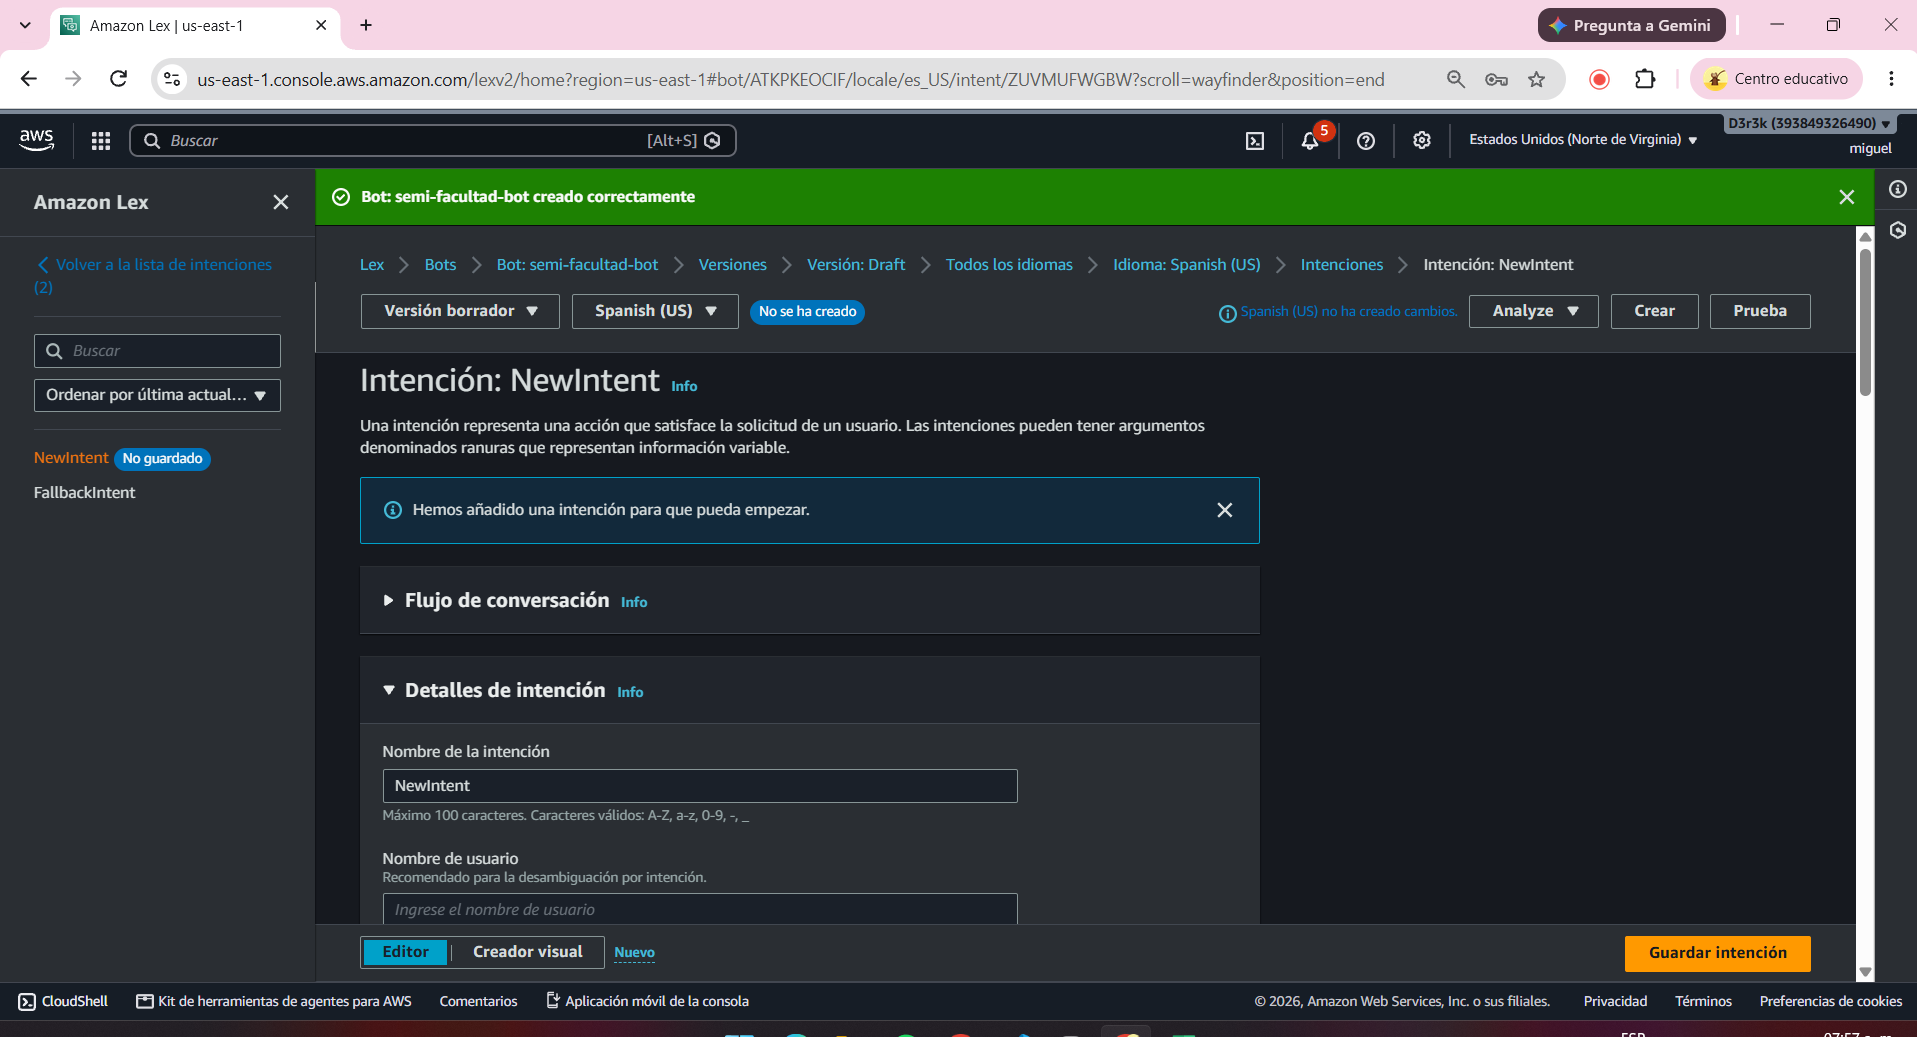 Amazon Lex | us-east-1
Pregunta a Gemini
us-east-1.console.aws.amazon.com/lexv2/home?region=us-east-1#bot/ATKPKEOCIF/locale/es_US/intent/ZUVMUFWGBW?scroll=wayfinder&position=end
Centro educativo
aws
Buscar
[Alt+S]
5
Estados Unidos (Norte de Virginia)
D3r3k (393849326490)
miguel
Amazon Lex
Bot: semi-facultad-bot creado correctamente
Volver a la lista de intenciones
(2)
Lex
Bots
Bot: semi-facultad-bot
Versiones
Versión: Draft
Todos los idiomas
Idioma: Spanish (US)
Intenciones
Intención: NewIntent
Versión borrador
Spanish (US)
No se ha creado
Spanish (US) no ha creado cambios.
Analyze
Crear
Prueba
Buscar
Ordenar por última actual...
NewIntent
No guardado
FallbackIntent
Intención: NewIntent
Info
Una intención representa una acción que satisface la solicitud de un usuario. Las intenciones pueden tener argumentos
denominados ranuras que representan información variable.
Hemos añadido una intención para que pueda empezar.
Flujo de conversación
Info
Detalles de intención
Info
Nombre de la intención
NewIntent
Máximo 100 caracteres. Caracteres válidos: A-Z, a-z, 0-9, -, _
Nombre de usuario
Recomendado para la desambiguación por intención.
Ingrese el nombre de usuario
Editor
Creador visual
Nuevo
Guardar intención
CloudShell
Kit de herramientas de agentes para AWS
Comentarios
Aplicación móvil de la consola
© 2026, Amazon Web Services, Inc. o sus filiales.
Privacidad
Términos
Preferencias de cookies